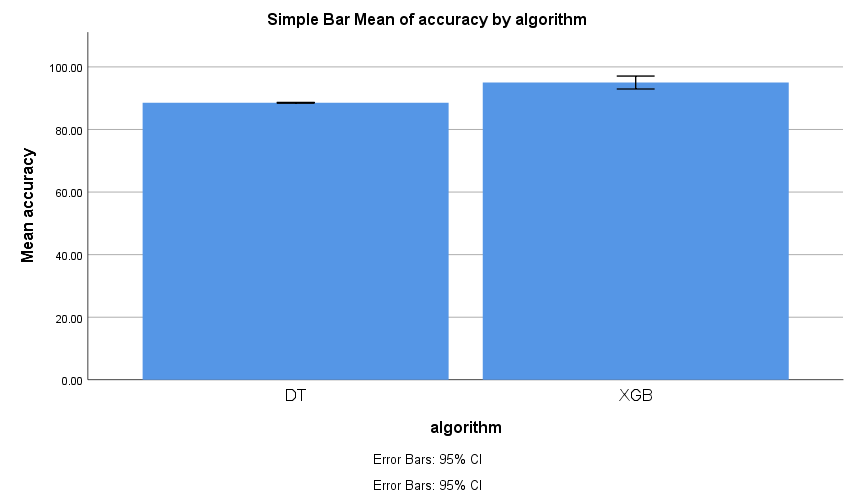 Simple Bar Mean of accuracy by algorithm
Mean accuracy
100.00
80.00
60.00
40.00
20.00
0.00
DT XGB
algorithm
Error Bars: 95% CI
Error Bars: 95% CI